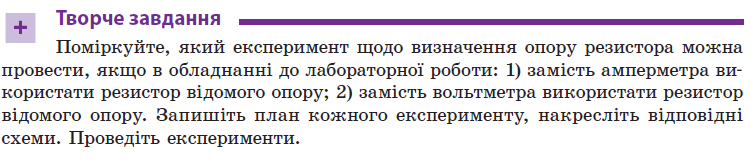 Творче завдання
+
Поміркуйте, який експеримент щодо визначення опору резистора можна
провести, якщо в обладнанні до лабораторної роботи: 1) замість амперметра ви-
користати резистор відомого опору; 2) замість вольтметра використати резистор
відомого опору. Запишіть план кожного експерименту, накресліть відповідні
схеми. Проведіть експерименти.